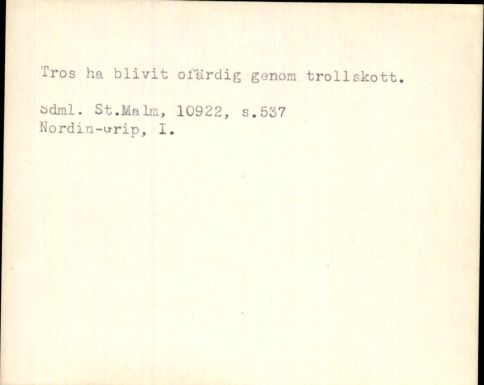 Tros ha blivit ofärdig genom trollskott.
Sdml. St.Malm, 10922, s.537
Nordin-Grip, I.